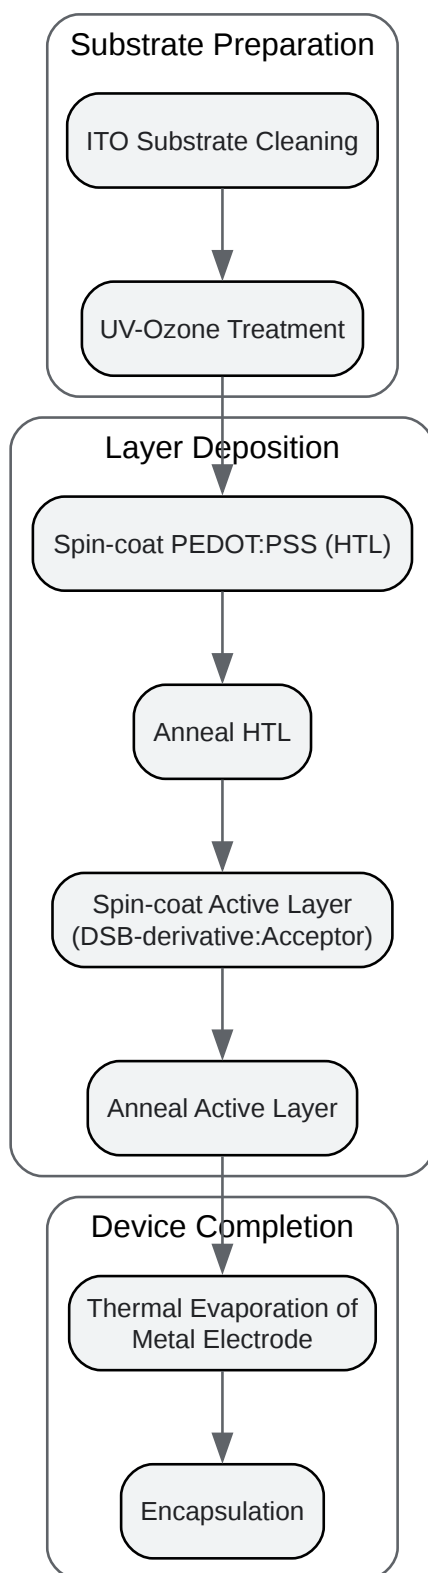 Substrate Preparation
ITO Substrate Cleaning
UV-Ozone Treatment
Layer Deposition
Spin-coat PEDOT:PSS (HTL)
Anneal HTL
Spin-coat Active Layer
(DSB-derivative:Acceptor)
Anneal Active Layer
Device Completion
Thermal Evaporation of
Metal Electrode
Encapsulation